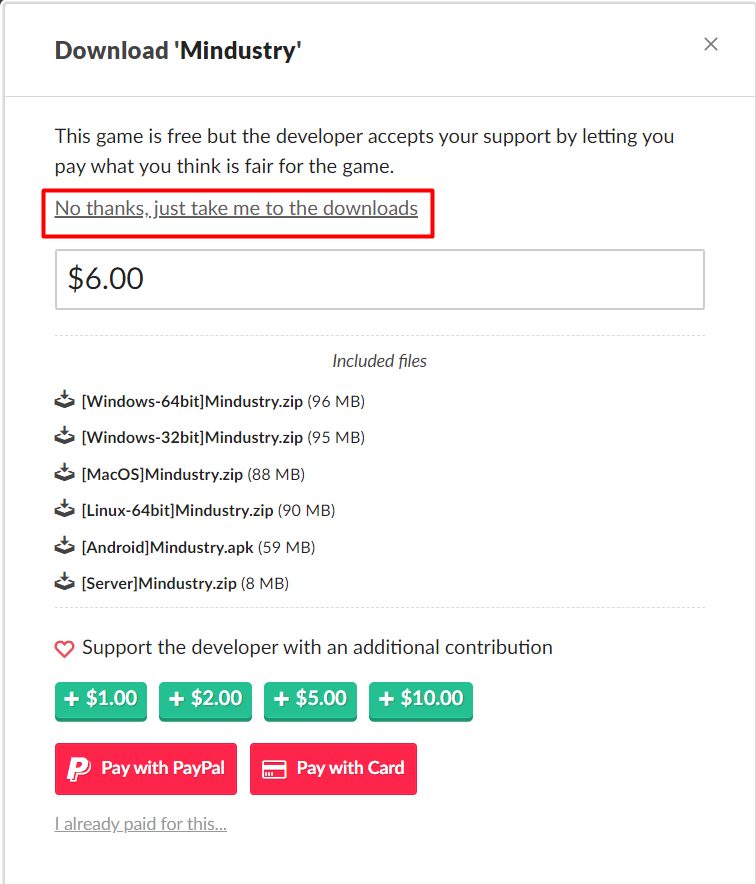 Download 'Mindustry'
This game is free but the developer accepts your support by letting you
pay what you think is fair for the game.
No thanks, just take me to the downloads
$6.00
Included files
[Windows-64bit]Mindustry.zip (96 MB)
[Windows-32bit]Mindustry.zip (95 MB)
[MacOS]Mindustry.zip (88 MB)
[Linux-64bit]Mindustry.zip (90 MB)
[Android]Mindustry.apk (59 MB)
[Server]Mindustry.zip (8 MB)
Support the developer with an additional contribution
+ $1.00 + $2.00 + $5.00 + $10.00
Pay with PayPal Pay with Card
I already paid for this...